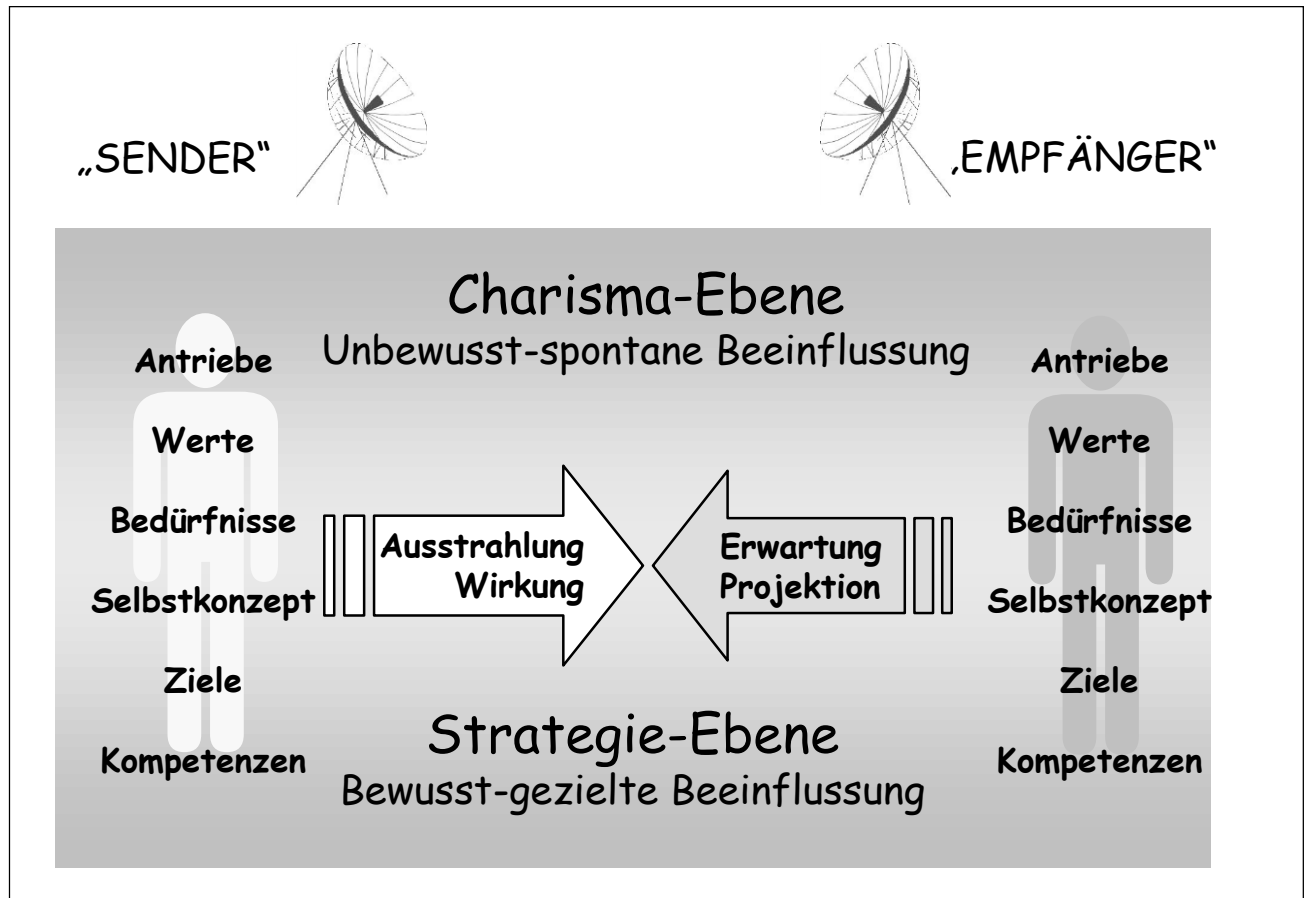 „SENDER“
‚EMPFÄNGER“
Charisma-Ebene
Unbewusst-spontane Beeinflussung
Antriebe
Werte
Bedürfnisse
Selbstkonzept
Ziele
Kompetenzen
Ausstrahlung
Wirkung
Erwartung
Projektion
Antriebe
Werte
Bedürfnisse
Selbstkonzept
Ziele
Kompetenzen
Strategie-Ebene
Bewusst-gezielte Beeinflussung